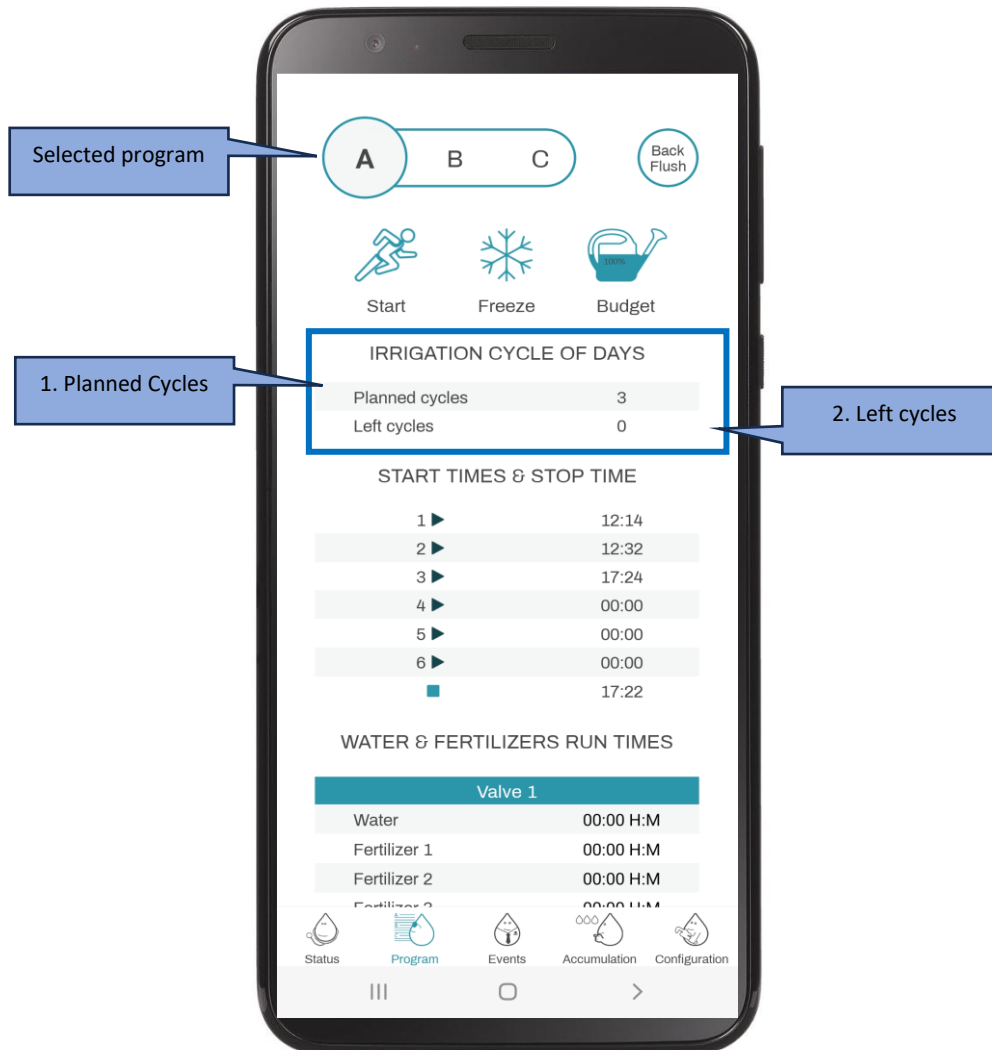 Selected program
A B C
Back
Flush
100%
Start Freeze Budget
IRRIGATION CYCLE OF DAYS
1. Planned Cycles
Planned cycles 3
Left cycles 0
2. Left cycles
START TIMES & STOP TIME
1 12:14
2 12:32
3 17:24
4 00:00
5 00:00
6 00:00
17:22
WATER & FERTILIZERS RUN TIMES
Valve 1
Water 00:00 H:M
Fertilizer 1 00:00 H:M
Fertilizer 2 00:00 H:M
Status Program Events Accumulation Configuration